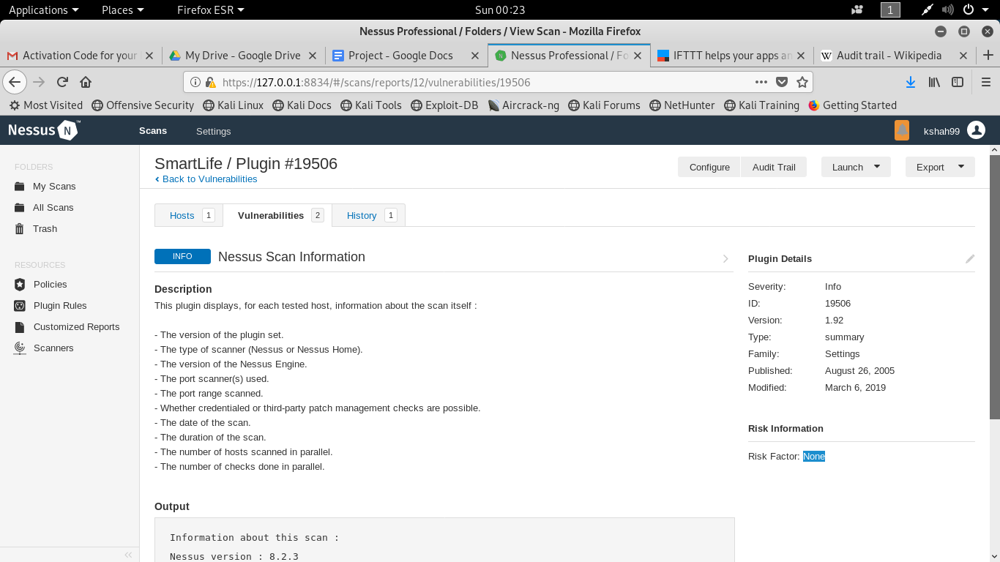 Applications Places Firefox ESR Sun 00:23 1
Nessus Professional / Folders / View Scan - Mozilla Firefox
Activation Code for your My Drive - Google Drive Project - Google Docs Nessus Professional / Fo IFTTT helps your apps an W Audit trail - Wikipedia
https://127.0.0.1:8834/#/scans/reports/12/vulnerabilities/19506
Most Visited Offensive Security Kali Linux Kali Docs Kali Tools Exploit-DB Aircrack-ng Kali Forums NetHunter Kali Training Getting Started
Nessus N ™ Scans Settings kshah99
FOLDERS
My Scans
All Scans
Trash
RESOURCES
Policies
Plugin Rules
Customized Reports
Scanners
SmartLife / Plugin #19506
Back to Vulnerabilities
Configure Audit Trail Launch Export
Hosts 1 Vulnerabilities 2 History 1
INFO Nessus Scan Information
Description
This plugin displays, for each tested host, information about the scan itself :
- The version of the plugin set.
- The type of scanner (Nessus or Nessus Home).
- The version of the Nessus Engine.
- The port scanner(s) used.
- The port range scanned.
- Whether credentialed or third-party patch management checks are possible.
- The date of the scan.
- The duration of the scan.
- The number of hosts scanned in parallel.
- The number of checks done in parallel.
Output
Information about this scan :
Nessus version : 8.2.3
Plugin Details
Severity: Info
ID: 19506
Version: 1.92
Type: summary
Family: Settings
Published: August 26, 2005
Modified: March 6, 2019
Risk Information
Risk Factor: None